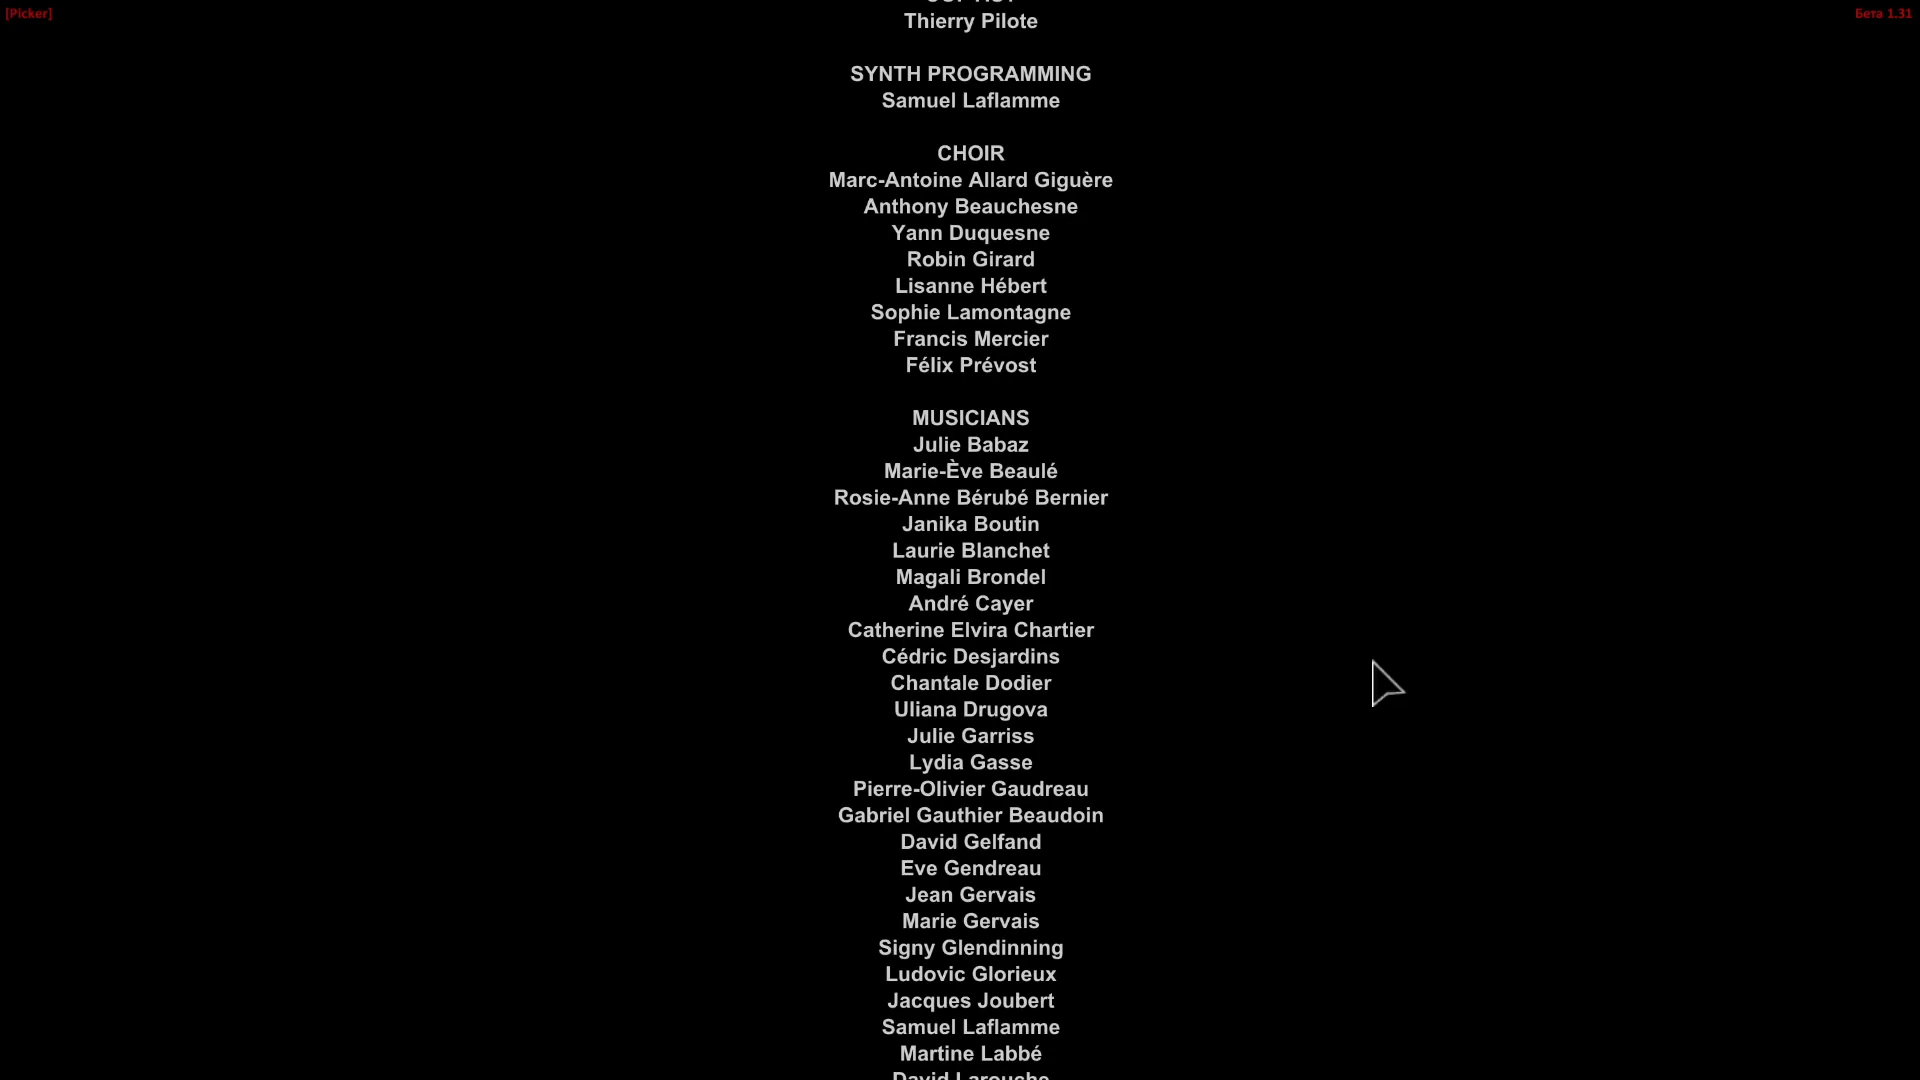 [Picker]
Бета 1.31
Thierry Pilote
SYNTH PROGRAMMING
Samuel Laflamme
CHOIR
Marc-Antoine Allard Giguère
Anthony Beauchesne
Yann Duquesne
Robin Girard
Lisanne Hébert
Sophie Lamontagne
Francis Mercier
Félix Prévost
MUSICIANS
Julie Babaz
Marie-Ève Beaulé
Rosie-Anne Bérubé Bernier
Janika Boutin
Laurie Blanchet
Magali Brondel
André Cayer
Catherine Elvira Chartier
Cédric Desjardins
Chantale Dodier
Uliana Drugova
Julie Garriss
Lydia Gasse
Pierre-Olivier Gaudreau
Gabriel Gauthier Beaudoin
David Gelfand
Eve Gendreau
Jean Gervais
Marie Gervais
Signy Glendinning
Ludovic Glorieux
Jacques Joubert
Samuel Laflamme
Martine Labbé
David Larouche